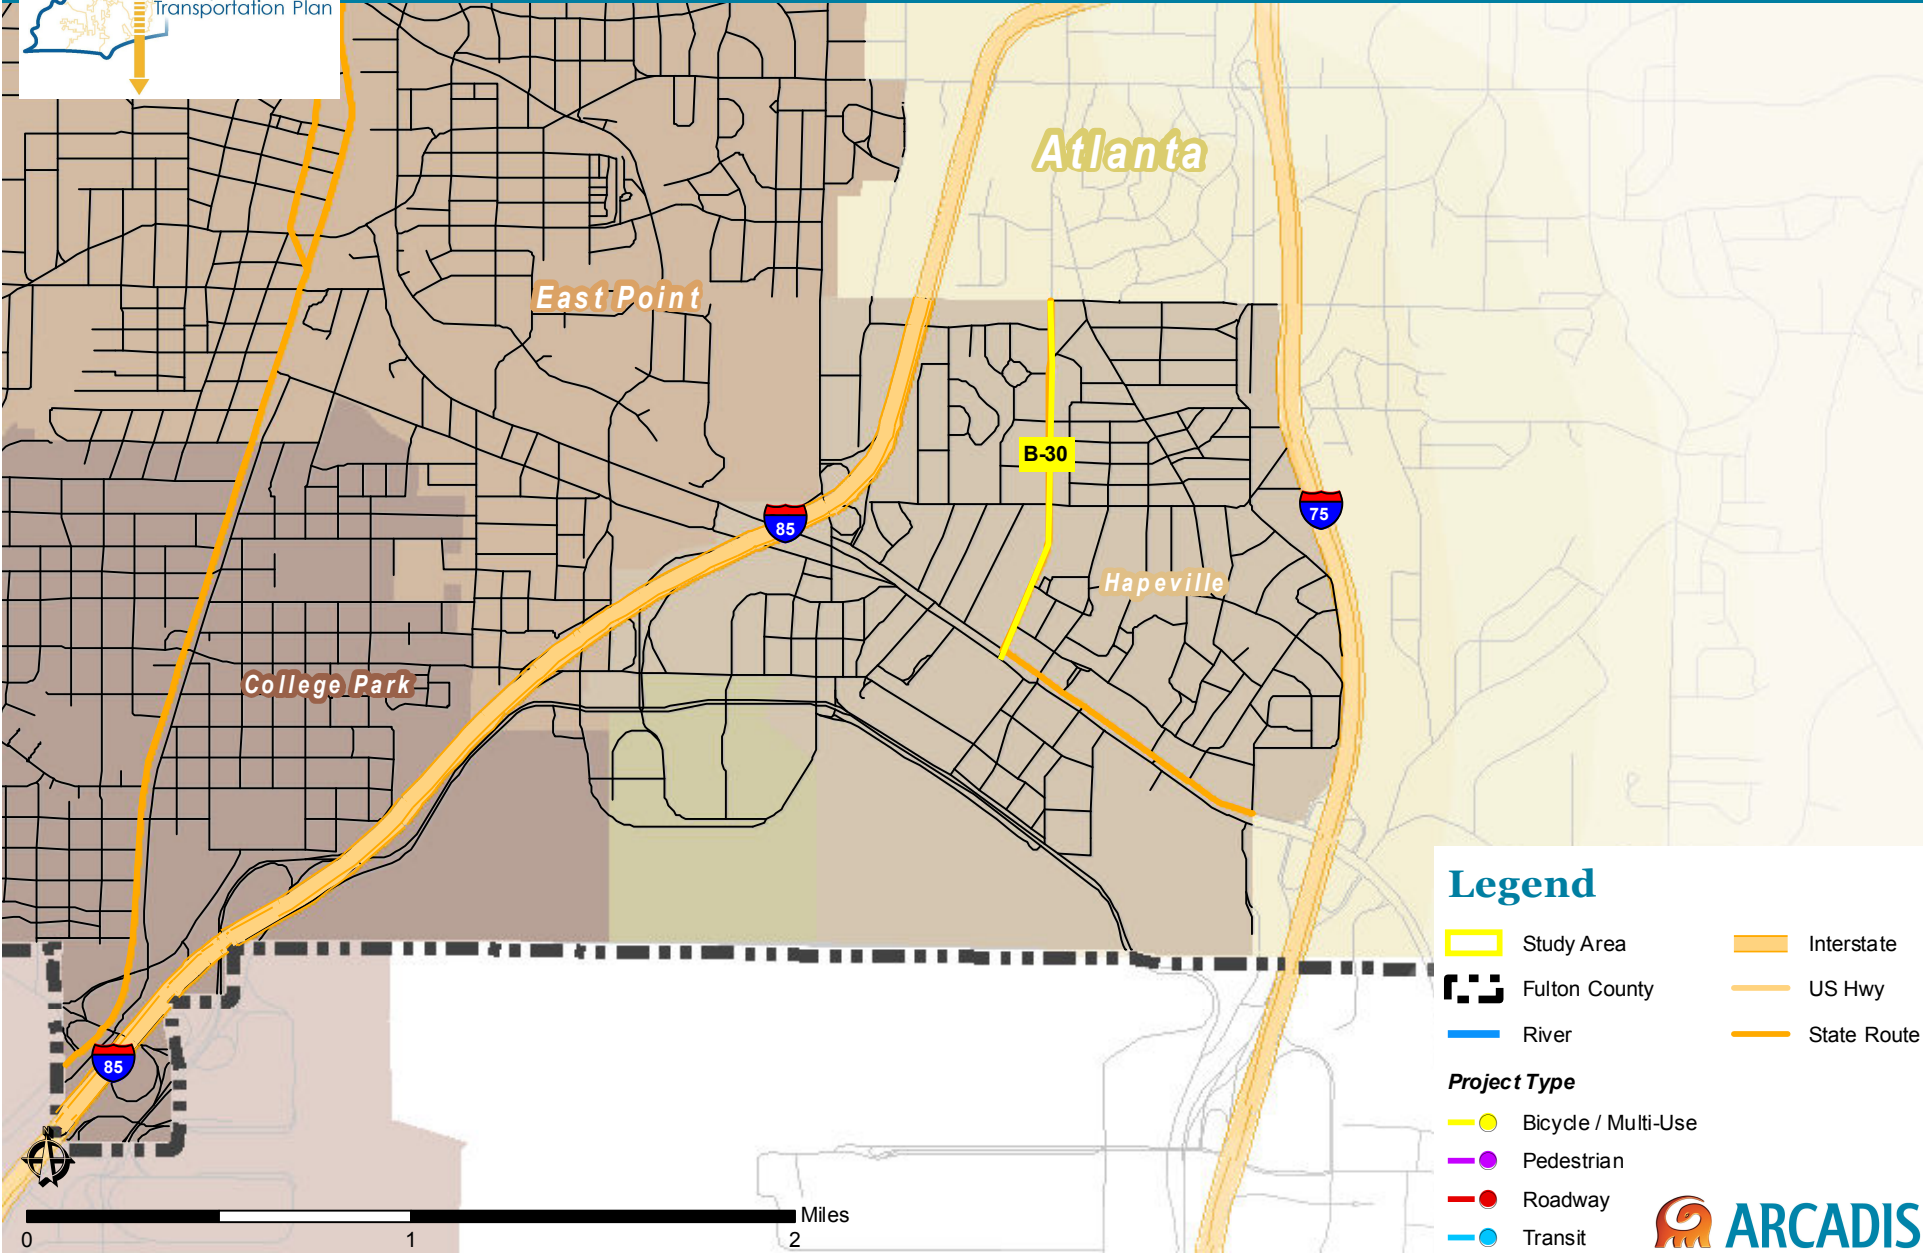 Transportation Plan
Atlanta
East Point
B-30
85
75
Hapeville
College Park
85
N
Miles
0 1 2
Legend
Study Area
Fulton County
River
Interstate
US Hwy
State Route
Project Type
Bicycle / Multi-Use
Pedestrian
Roadway
Transit
ARCADIS